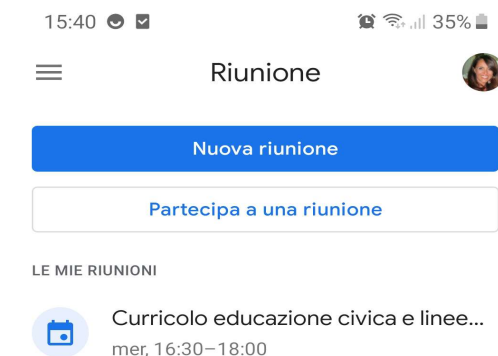 15:40 35%
Riunione
Nuova riunione
Partecipa a una riunione
LE MIE RIUNIONI
Curricolo educazione civica e linee...
mer, 16:30–18:00